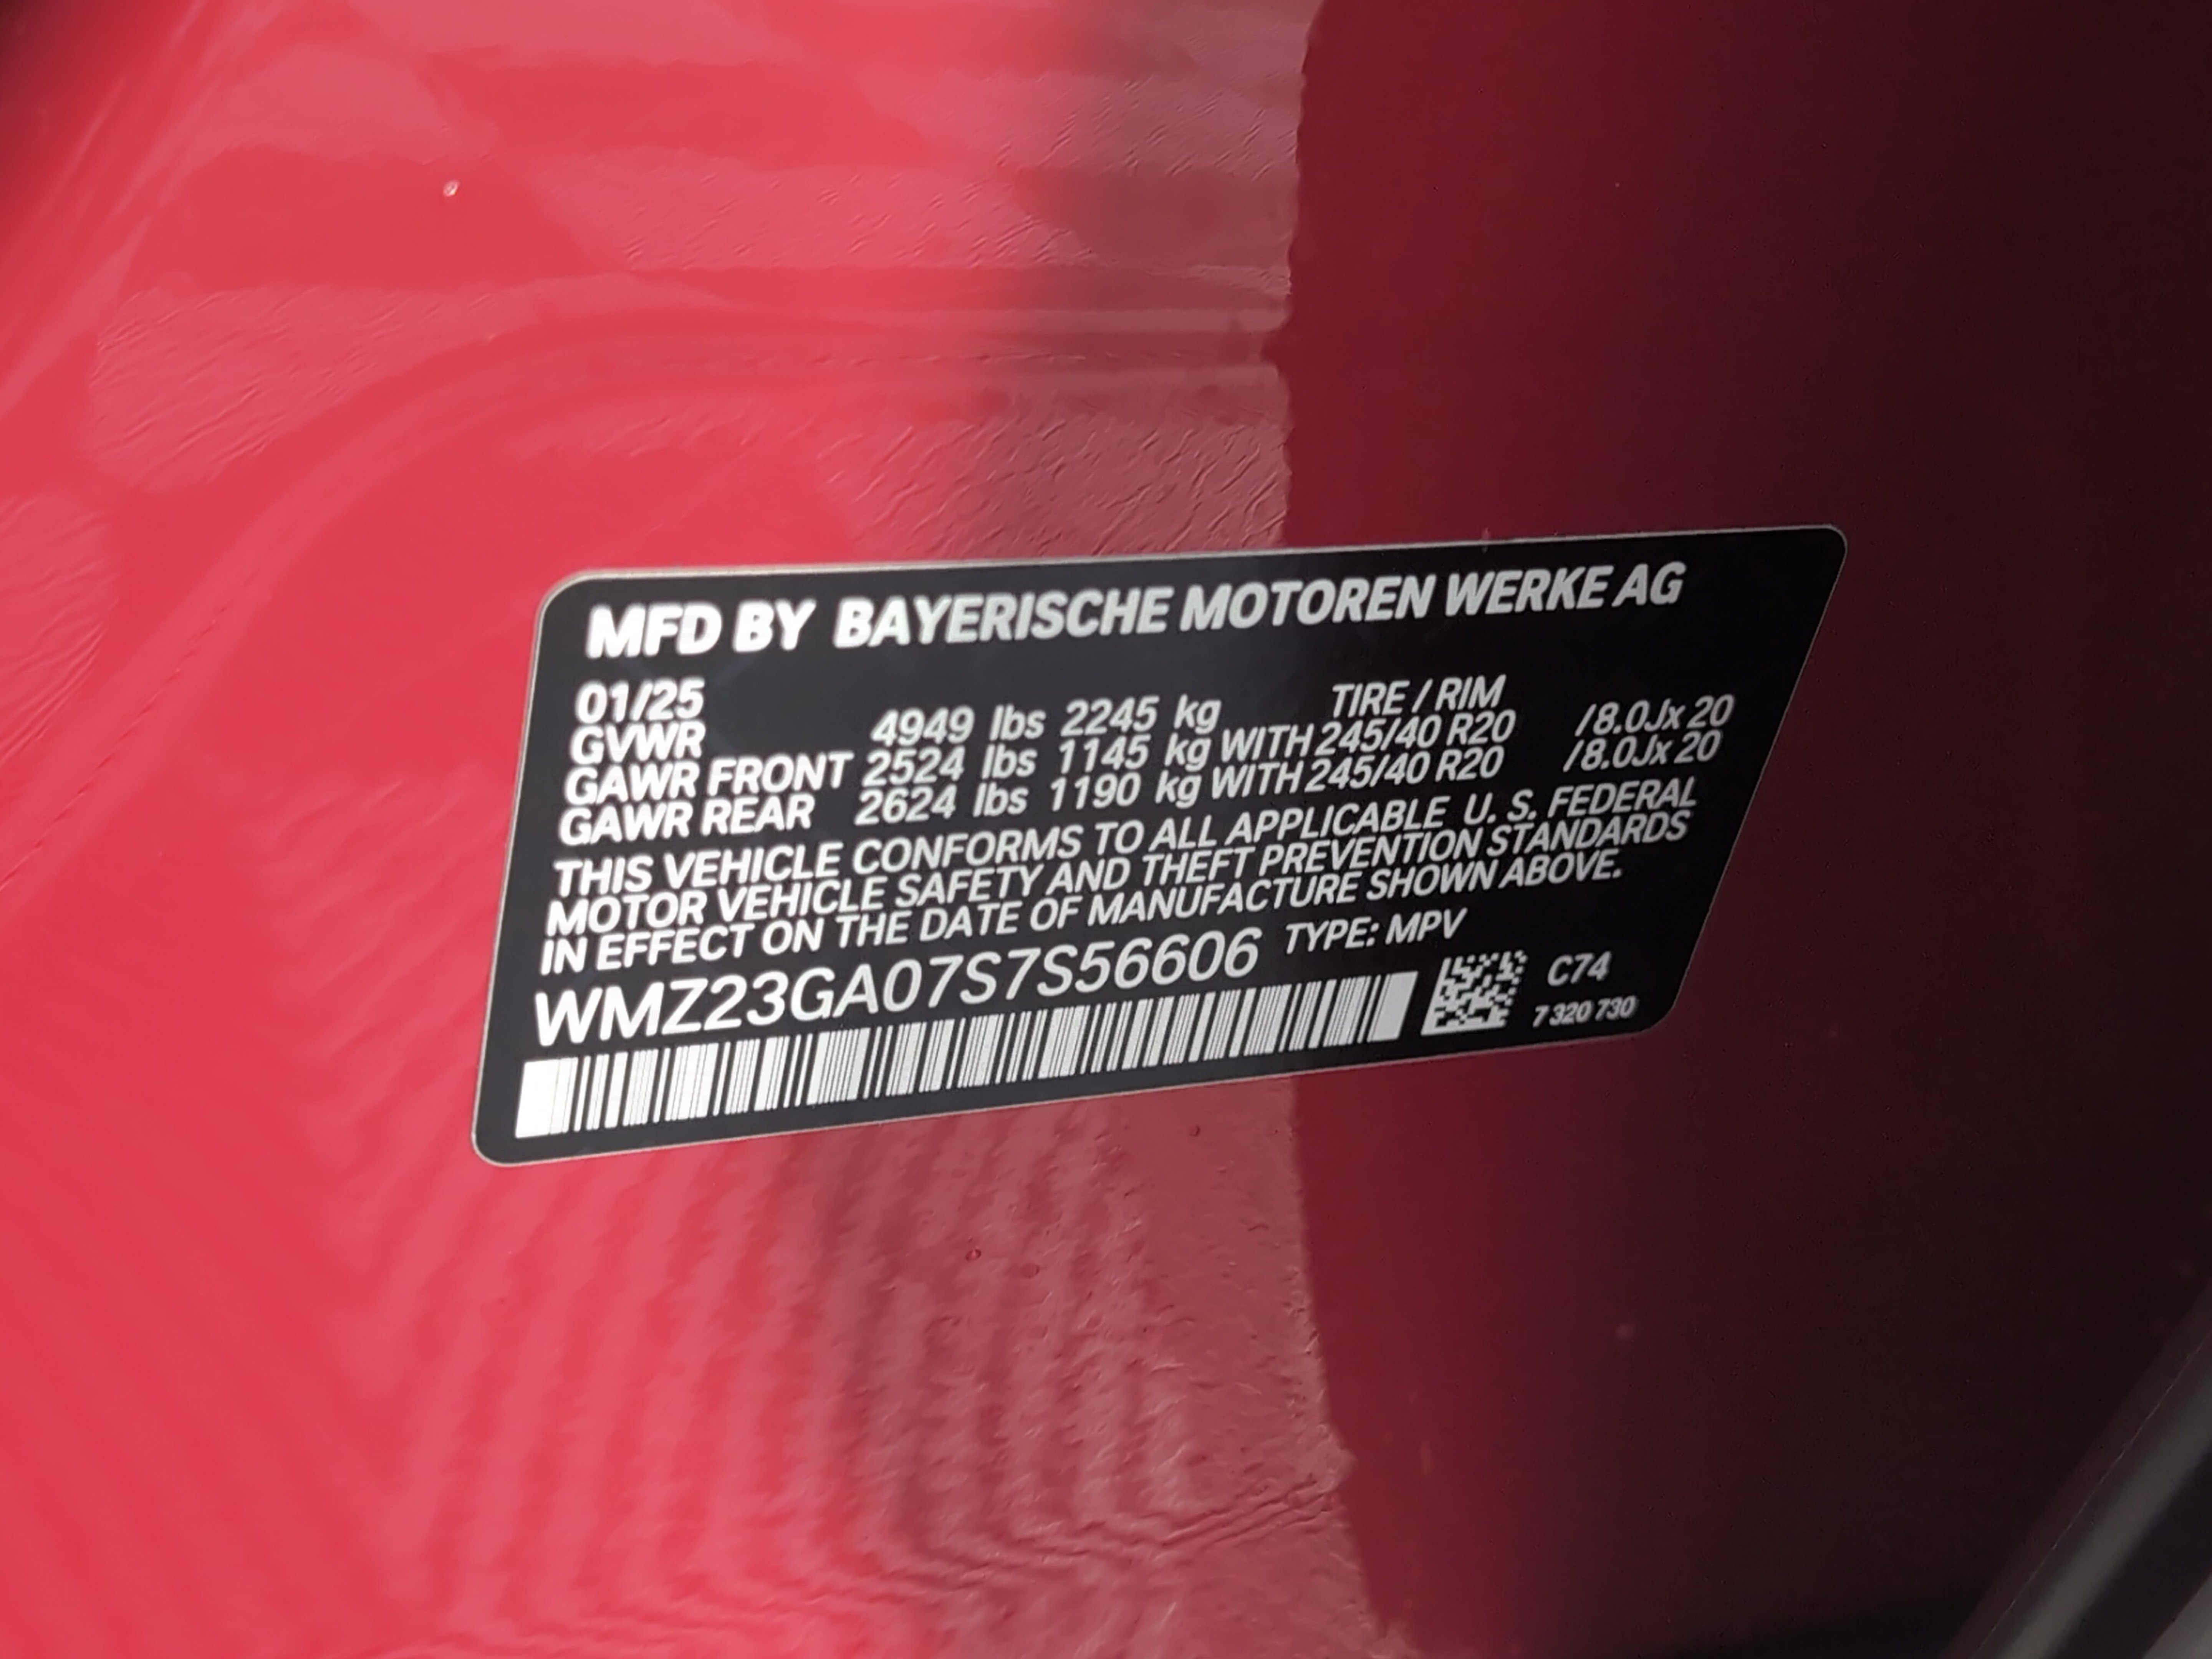 MFD BY BAYERISCHE MOTOREN WERKE AG
01/25 TIRE / RIM
GVWR 4949 lbs 2245 kg
GAWR FRONT 2524 lbs 1145 kg WITH 245/40 R20 /8.0Jx 20
GAWR REAR 2624 lbs 1190 kg WITH 245/40 R20 /8.0Jx 20
THIS VEHICLE CONFORMS TO ALL APPLICABLE U. S. FEDERAL
MOTOR VEHICLE SAFETY AND THEFT PREVENTION STANDARDS
IN EFFECT ON THE DATE OF MANUFACTURE SHOWN ABOVE.
WMZ23GA07S7S56606 TYPE: MPV
C74
7 320 730